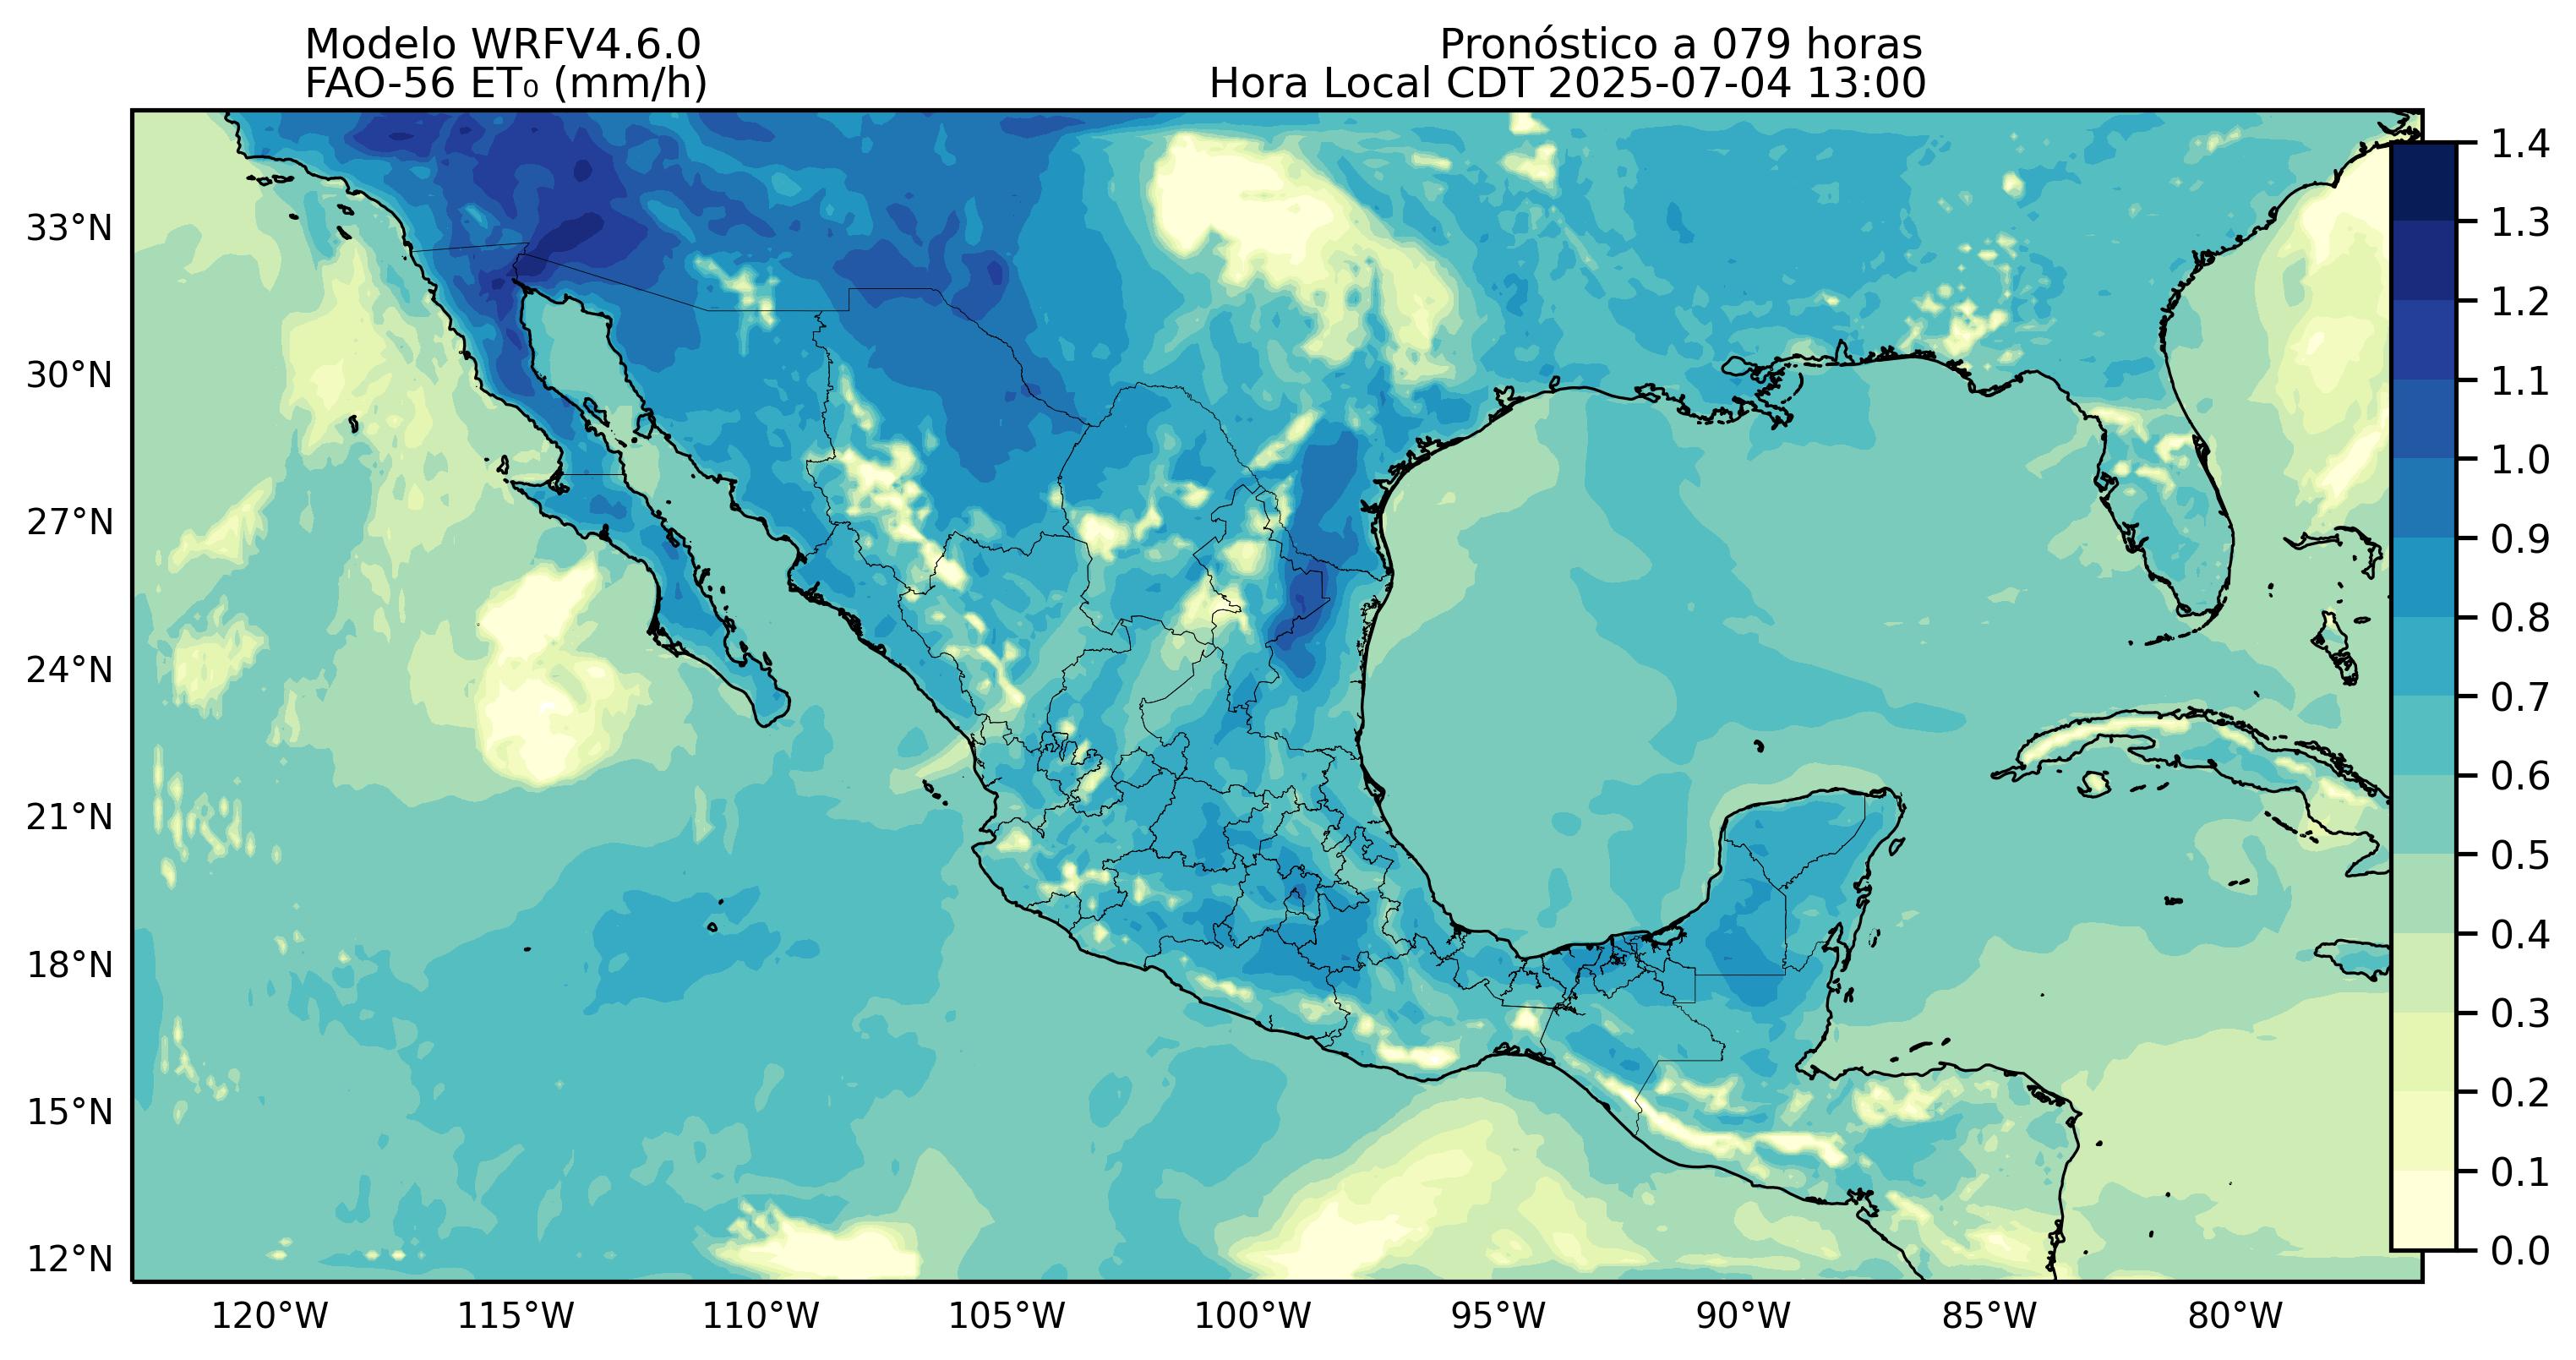 Modelo WRFV4.6.0
FAO-56 ET₀ (mm/h)
Pronóstico a 079 horas
Hora Local CDT 2025-07-04 13:00
33°N
30°N
27°N
24°N
21°N
18°N
15°N
12°N
120°W
115°W
110°W
105°W
100°W
95°W
90°W
85°W
80°W
1.4
1.3
1.2
1.1
1.0
0.9
0.8
0.7
0.6
0.5
0.4
0.3
0.2
0.1
0.0